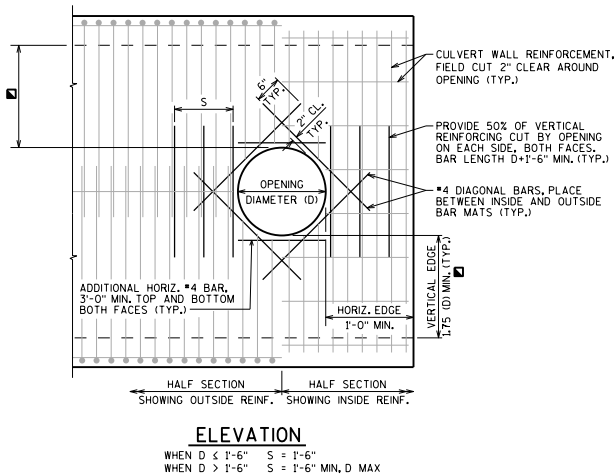 CULVERT WALL REINFORCEMENT,
FIELD CUT 2" CLEAR AROUND
OPENING (TYP.)
S
6"
TYP.
2" CL.
TYP.
PROVIDE 50% OF VERTICAL
REINFORCING CUT BY OPENING
ON EACH SIDE, BOTH FACES.
BAR LENGTH D+1'-6" MIN. (TYP.)
OPENING
DIAMETER (D)
#4 DIAGONAL BARS, PLACE
BETWEEN INSIDE AND OUTSIDE
BAR MATS (TYP.)
ADDITIONAL HORIZ. #4 BAR,
3'-0" MIN. TOP AND BOTTOM
BOTH FACES (TYP.)
HORIZ. EDGE
1'-0" MIN.
VERTICAL EDGE
1.75 (D) MIN. (TYP.)
HALF SECTION
SHOWING OUTSIDE REINF.
HALF SECTION
SHOWING INSIDE REINF.
ELEVATION
WHEN D ≤ 1'-6" S = 1'-6"
WHEN D > 1'-6" S = 1'-6" MIN, D MAX